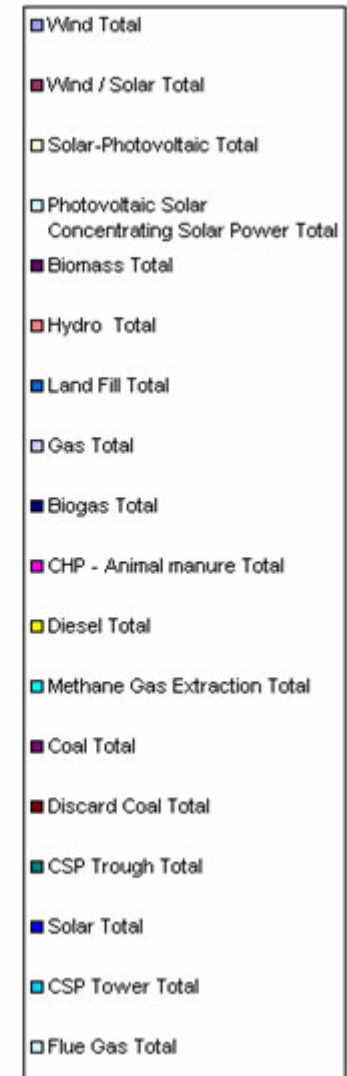 Wind Total
Wind / Solar Total
Solar-Photovoltaic Total
Photovoltaic Solar
Concentrating Solar Power Total
Biomass Total
Hydro Total
Land Fill Total
Gas Total
Biogas Total
CHP - Animal manure Total
Diesel Total
Methane Gas Extraction Total
Coal Total
Discard Coal Total
CSP Trough Total
Solar Total
CSP Tower Total
Flue Gas Total